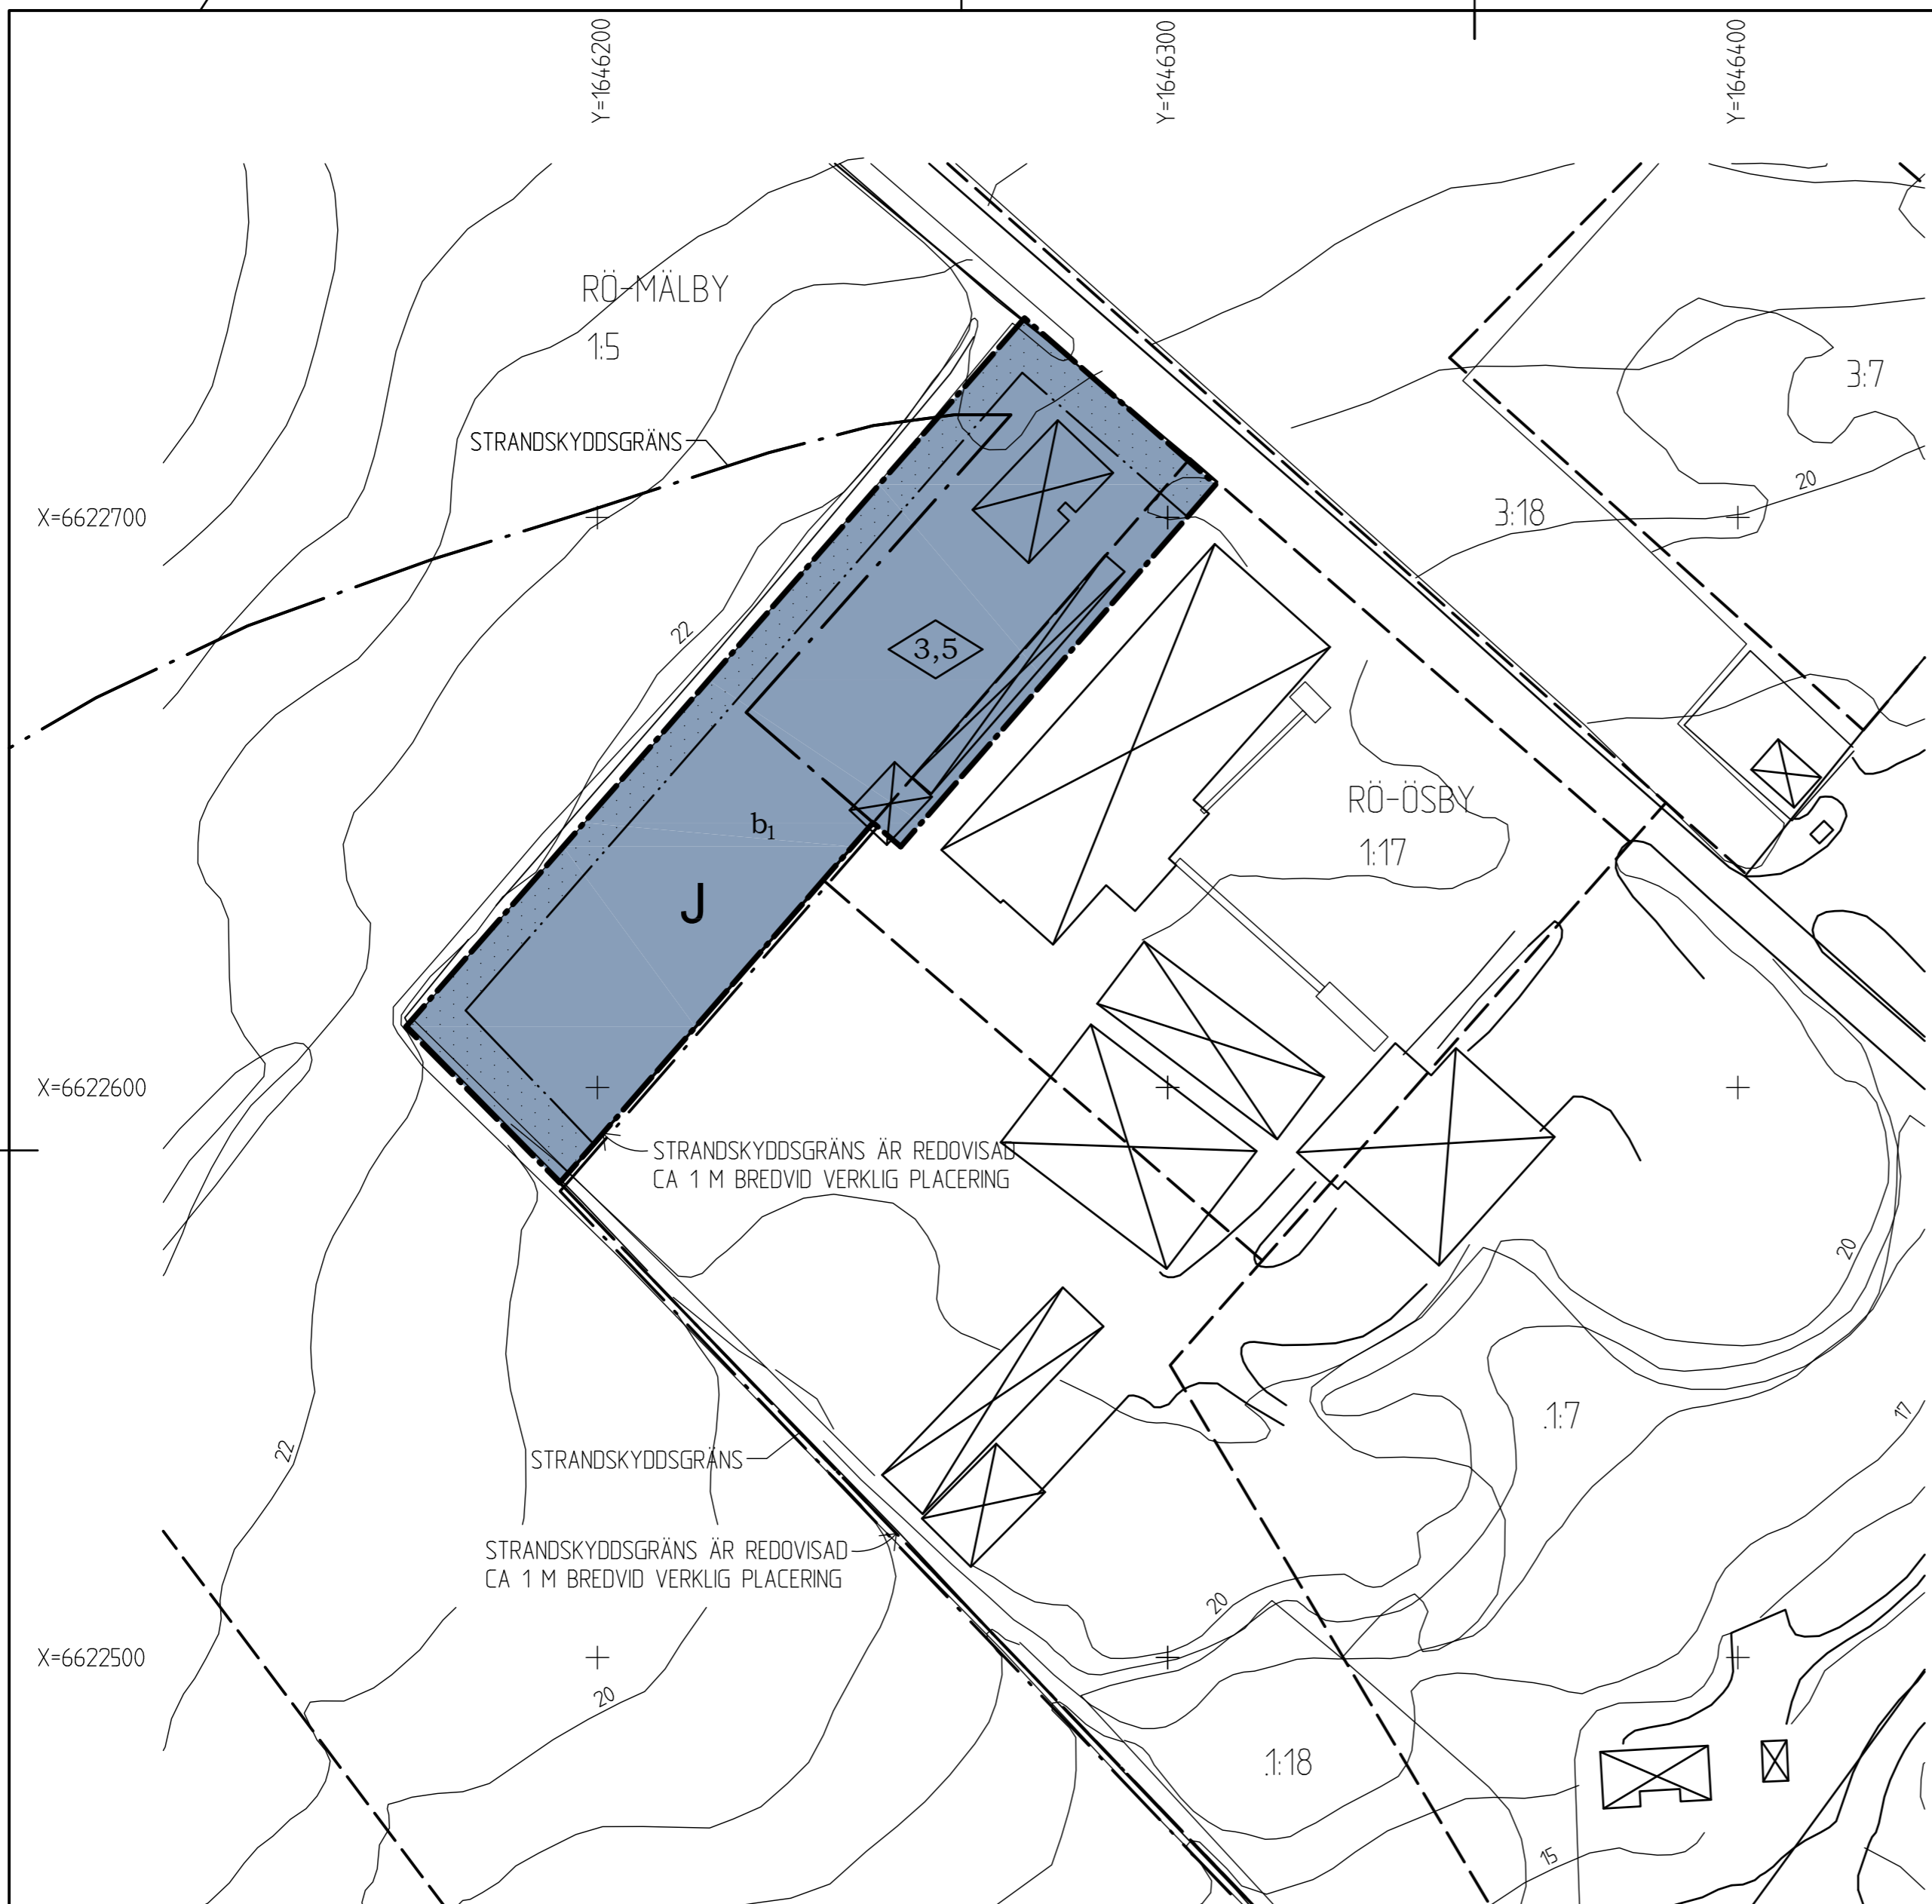 Y=1646200
Y=1646300
Y=1646400
RÖ-MÄLBY
1:5
3:7
STRANDSKYDDSGRÄNS
20
X=6622700
3:18
22
3,5
RÖ-ÖSBY
b1
1:17
J
X=6622600
STRANDSKYDDSGRÄNS ÄR REDOVISAD
CA 1 M BREDVID VERKLIG PLACERING
20
.1:7
17
22
STRANDSKYDDSGRÄNS
STRANDSKYDDSGRÄNS ÄR REDOVISAD
CA 1 M BREDVID VERKLIG PLACERING
20
X=6622500
20
.1:18
15